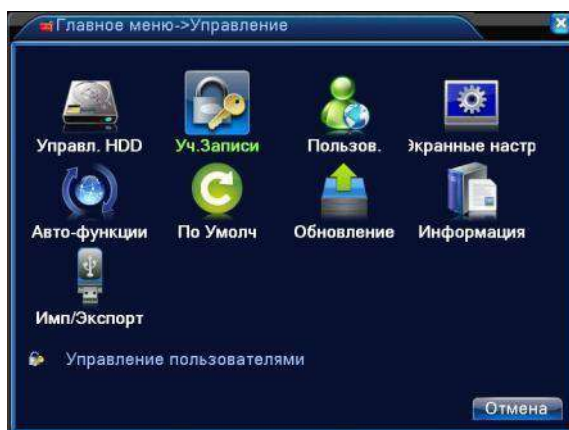 Главное меню->Управление
Управл. HDD Уч.Записи Пользов. Экранные настр
Авто-функции По Умолч Обновление Информация
Имп/Экспорт
Управление пользователями
Отмена